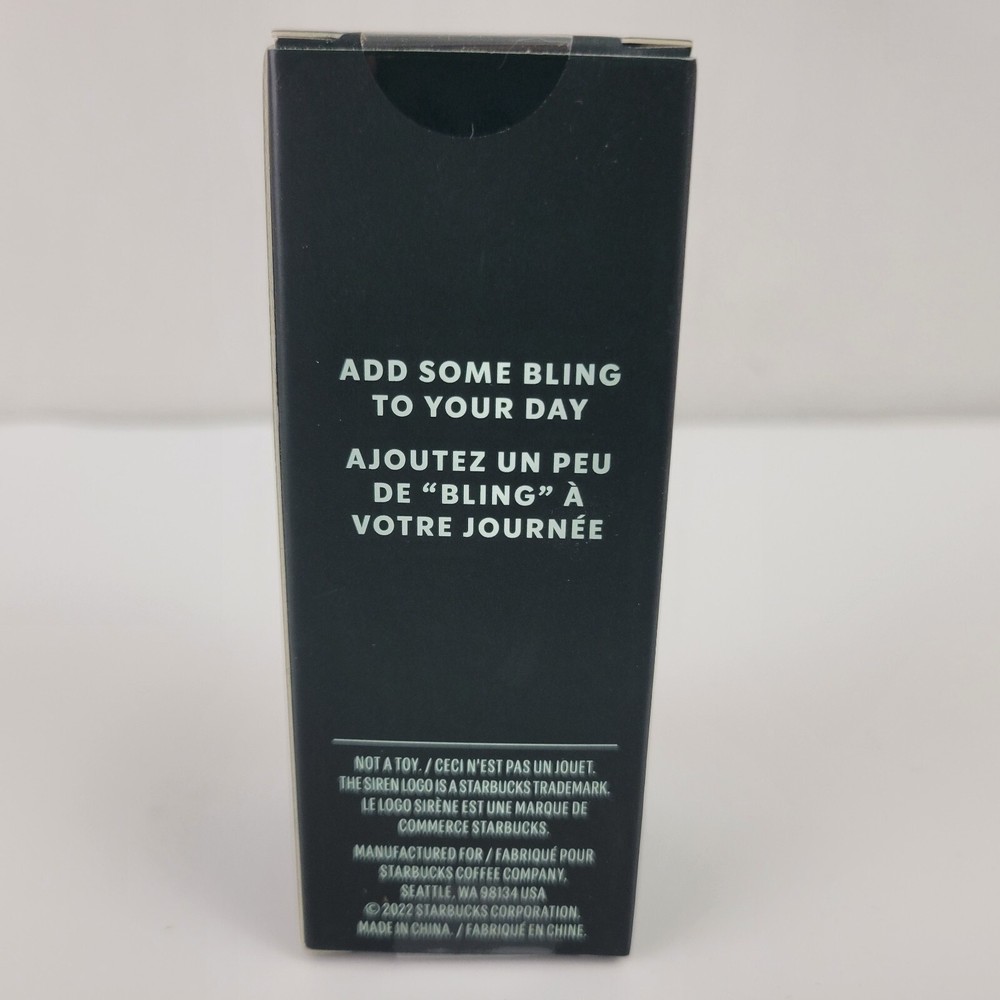 ADD SOME BLING
TO YOUR DAY
AJOUTEZ UN PEU
DE “BLING” À
VOTRE JOURNÉE
NOT A TOY. / CECI N'EST PAS UN JOUET.
THE SIREN LOGO IS A STARBUCKS TRADEMARK.
LE LOGO SIRÈNE EST UNE MARQUE DE
COMMERCE STARBUCKS.
MANUFACTURED FOR / FABRIQUÉ POUR
STARBUCKS COFFEE COMPANY,
SEATTLE, WA 98134 USA
© 2022 STARBUCKS CORPORATION.
MADE IN CHINA. / FABRIQUÉ EN CHINE.